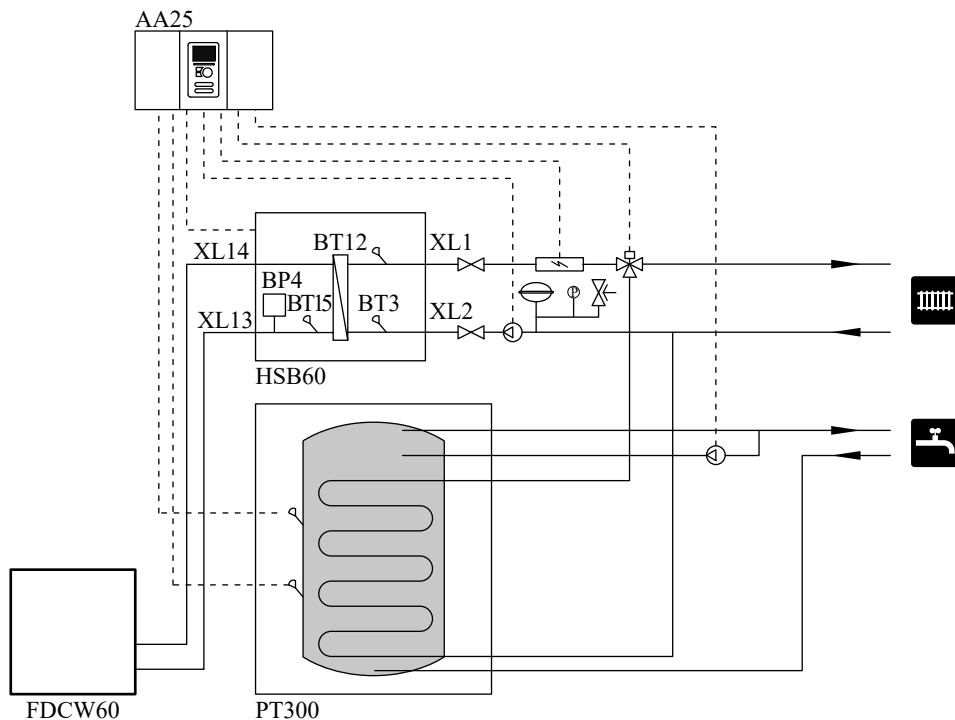 AA25
XL14
BT12
XL1
BP4
BT15
BT3
XL13
XL2
P
HSB60
FDCW60
PT300